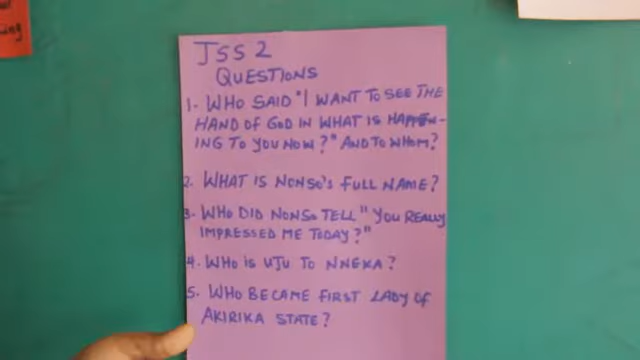 JSS 2
QUESTIONS
1- WHO SAID "I WANT TO SEE THE
HAND OF GOD IN WHAT IS HAPPEN-
ING TO YOU NOW?" AND TO WHOM?
2. WHAT IS NONSO'S FULL NAME?
3- WHO DID NONSO TELL "YOU REALLY
IMPRESSED ME TODAY?"
4. WHO IS UJU TO NNEKA?
5. WHO BECAME FIRST LADY OF
AKIRIKA STATE?